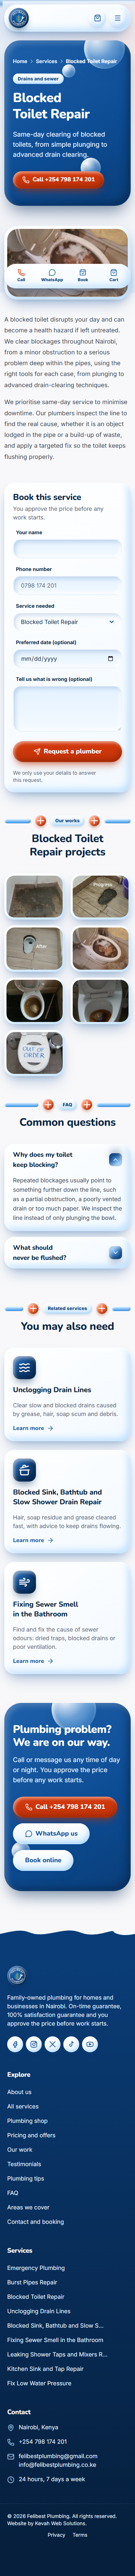 Home > Services > Blocked Toilet Repair
Drains and sewer
Blocked
Toilet Repair
Same-day clearing of blocked
toilets, from simple plunging to
advanced drain clearing.
Call +254 798 174 201
Call
WhatsApp
Book
Cart
A blocked toilet disrupts your day and can
become a health hazard if left untreated.
We clear blockages throughout Nairobi,
from a minor obstruction to a serious
problem deep within the pipes, using the
right tools for each job, from plunging to
advanced drain-clearing techniques.
We prioritise same-day service to minimise
downtime. Our plumbers inspect the line to
find the real cause, whether it is an object
lodged in the pipe or a build-up of waste,
and apply a targeted fix so the toilet keeps
flushing properly.
Book this service
You approve the price before any
work starts.
Your name
Phone number
0798 174 201
Service needed
Blocked Toilet Repair
Preferred date (optional)
mm/dd/yyyy
Tell us what is wrong (optional)
Request a plumber
We only use your details to answer
this request.
Our works
Blocked Toilet
Repair projects
Progress
After
OUT OF
ORDER
FAQ
Common questions
Why does my toilet
keep blocking?
Repeated blockages usually point to
something further down the line, such
as a partial obstruction, a poorly vented
drain or too much paper. We inspect the
line instead of only plunging the bowl.
What should
never be flushed?
Related services
You may also need
Unclogging Drain Lines
Clear slow and blocked drains caused
by grease, hair, soap scum and debris.
Learn more
Blocked Sink, Bathtub and
Slow Shower Drain Repair
Hair, soap residue and grease cleared
fast, with advice to keep drains flowing.
Learn more
Fixing Sewer Smell
in the Bathroom
Find and fix the cause of sewer
odours: dried traps, blocked drains or
poor ventilation.
Learn more
Plumbing problem?
We are on our way.
Call or message us any time of day
or night. You approve the price
before any work starts.
Call +254 798 174 201
WhatsApp us
Book online
Family-owned plumbing for homes and
businesses in Nairobi. On-time guarantee,
100% satisfaction guaranteed, and you
approve the price before work starts.
Explore
About us
All services
Plumbing shop
Pricing and offers
Our work
Testimonials
Plumbing tips
FAQ
Areas we cover
Contact and booking
Services
Emergency Plumbing
Burst Pipes Repair
Blocked Toilet Repair
Unclogging Drain Lines
Blocked Sink, Bathtub and Slow S...
Fixing Sewer Smell in the Bathroom
Leaking Shower Taps and Mixers R...
Kitchen Sink and Tap Repair
Fix Low Water Pressure
Contact
Nairobi, Kenya
+254 798 174 201
felibestplumbing@gmail.com
info@felibestplumbing.co.ke
24 hours, 7 days a week
© 2026 Felibest Plumbing. All rights reserved.
Website by Kevah Web Solutions.
Privacy Terms